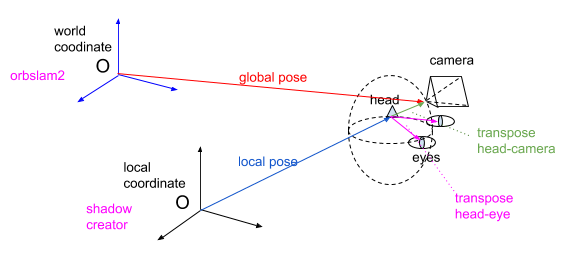 world
coodinate
O
orbslam2
global pose
camera
head
transpose
head-camera
eyes
local pose
local
coordinate
O
shadow
creator
transpose
head-eye